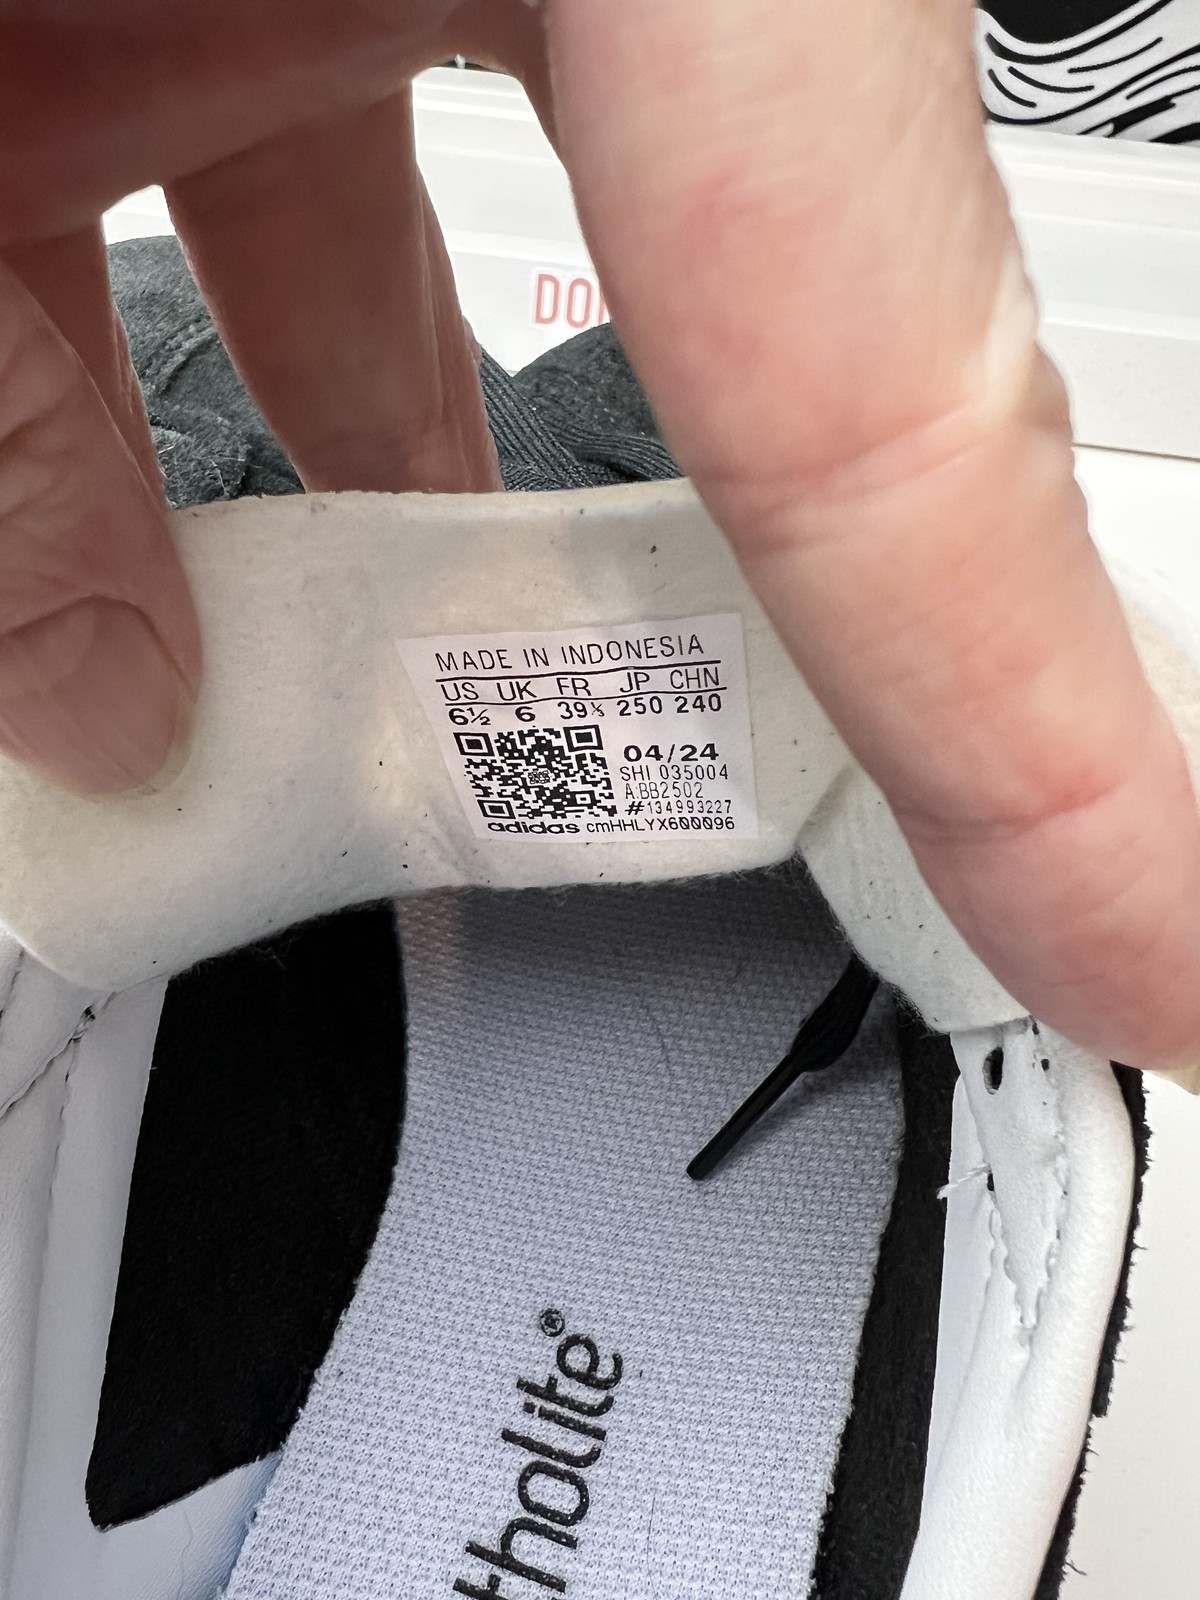 DO
MADE IN INDONESIA
US UK FR JP CHN
6½ 6 39⅓ 250 240
04/24
SHI 035004
A:BB2502
#134993227
adidas cmHHLYX600096
tholite®